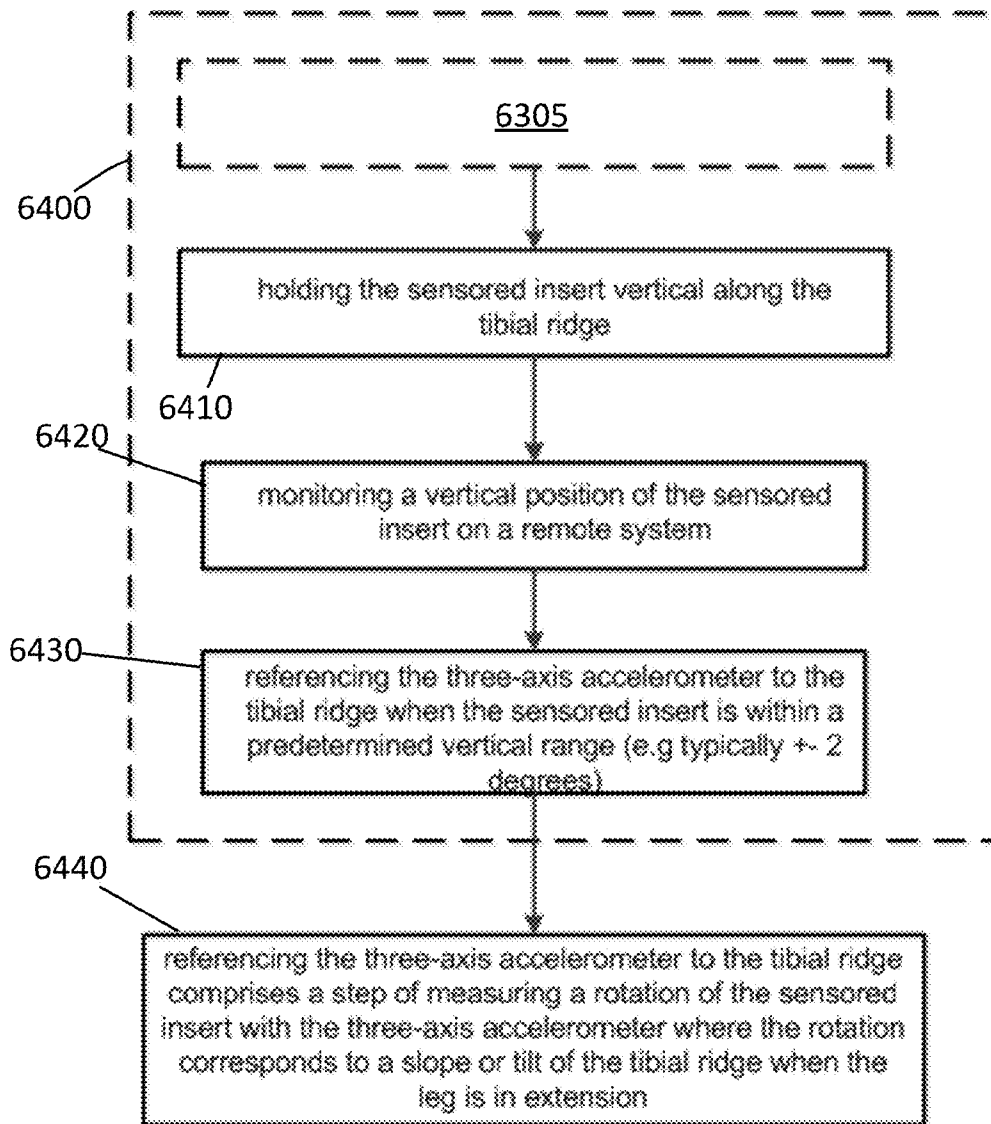 6305
6400
holding the sensored insert vertical along the
tibial ridge
6410
6420
monitoring a vertical position of the sensored
insert on a remote system
6430
referencing the three-axis accelerometer to the
tibial ridge when the sensored insert is within a
predetermined vertical range (e.g typically +- 2
degrees)
6440
referencing the three-axis accelerometer to the tibial ridge
comprises a step of measuring a rotation of the sensored
insert with the three-axis accelerometer where the rotation
corresponds to a slope or tilt of the tibial ridge when the
leg is in extension